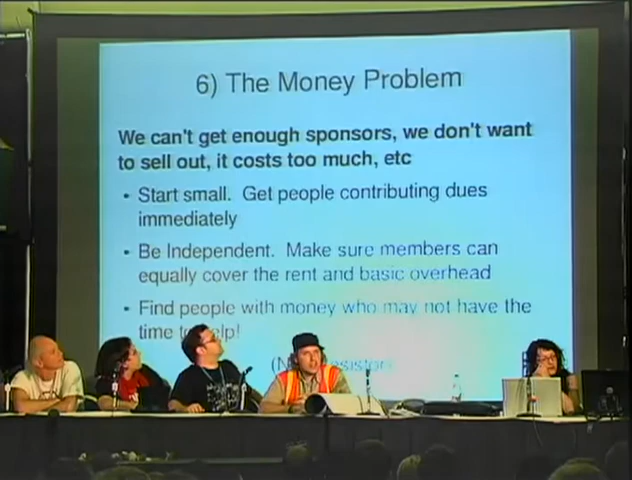 6) The Money Problem
We can't get enough sponsors, we don't want
to sell out, it costs too much, etc
• Start small. Get people contributing dues
immediately
• Be Independent. Make sure members can
equally cover the rent and basic overhead
• Find people with money who may not have the
time to help!